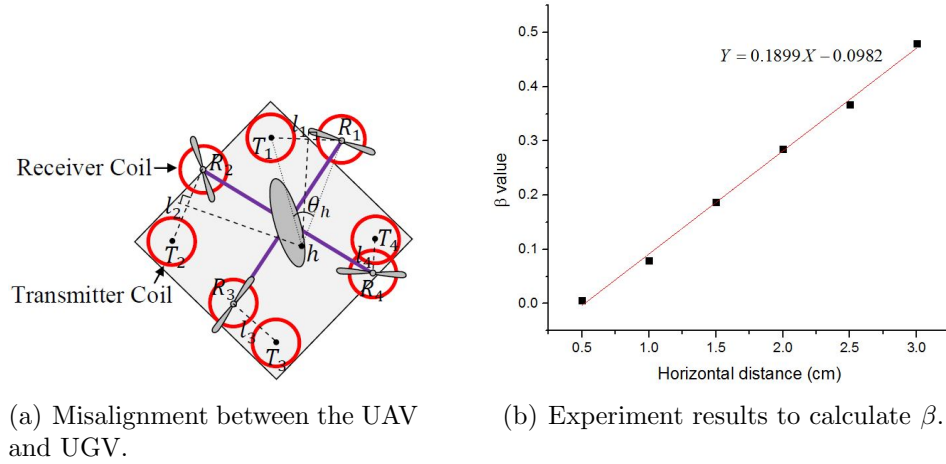 l₁
R₁
T₁
Receiver Coil
R₂
θₕ
l₂
T₂
h
T₄
l₄
R₄
Transmitter Coil
R₃
l₃
T₃
0.5
Y = 0.1899X − 0.0982
0.4
0.3
β value
0.2
0.1
0.0
0.5 1.0 1.5 2.0 2.5 3.0
Horizontal distance (cm)
(a) Misalignment between the UAV
and UGV.
(b) Experiment results to calculate β.